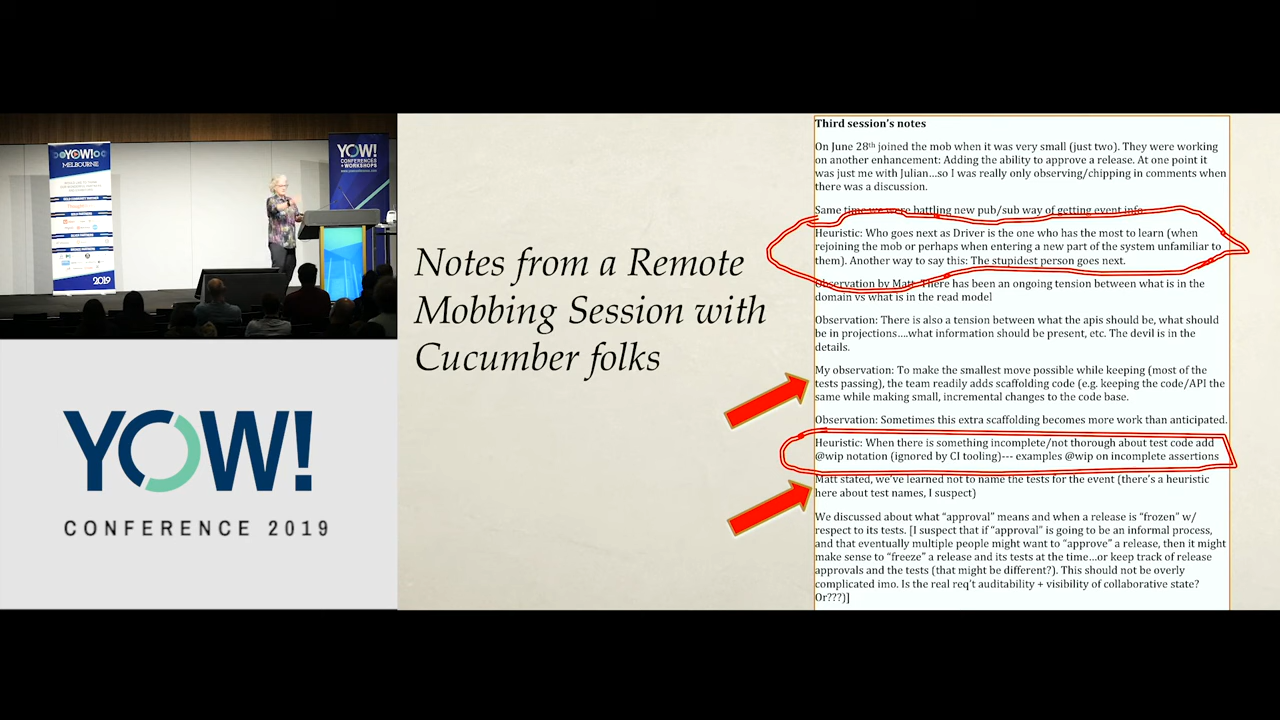 YOW!
MELBOURNE
YOW!
CONFERENCES
+ WORKSHOPS
2019
YOW!
CONFERENCE 2019
Notes from a Remote
Mobbing Session with
Cucumber folks
Third session's notes
On June 28th joined the mob when it was very small (just two). They were working
on another enhancement: Adding the ability to approve a release. At one point it
was just me with Julian…so I was really only observing/chipping in comments when
there was a discussion.
Same time we were battling new pub/sub way of getting event info.
Heuristic: Who goes next as Driver is the one who has the most to learn (when
rejoining the mob or perhaps when entering a new part of the system unfamiliar to
them). Another way to say this: The stupidest person goes next.
Observation by Matt: There has been an ongoing tension between what is in the
domain vs what is in the read model
Observation: There is also a tension between what the apis should be, what should
be in projections….what information should be present, etc. The devil is in the
details.
My observation: To make the smallest move possible while keeping (most of the
tests passing), the team readily adds scaffolding code (e.g. keeping the code/API the
same while making small, incremental changes to the code base.
Observation: Sometimes this extra scaffolding becomes more work than anticipated.
Heuristic: When there is something incomplete/not thorough about test code add
@wip notation (ignored by CI tooling)--- examples @wip on incomplete assertions
Matt stated, we've learned not to name the tests for the event (there's a heuristic
here about test names, I suspect)
We discussed about what “approval” means and when a release is “frozen” w/
respect to its tests. [I suspect that if “approval” is going to be an informal process,
and that eventually multiple people might want to “approve” a release, then it might
make sense to “freeze” a release and its tests at the time…or keep track of release
approvals and the tests (that might be different?). This should not be overly
complicated imo. Is the real req't auditability + visibility of collaborative state?
Or???)]